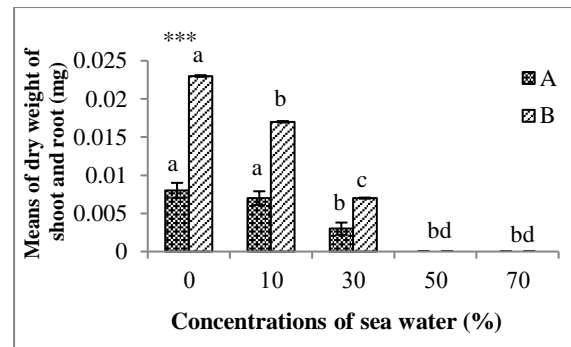 Means of dry weight of
shoot and root (mg)
***
0.025
0.02
0.015
0.01
0.005
0
a
a
a
b
b
c
bd
bd
A
B
0
10
30
50
70
Concentrations of sea water (%)